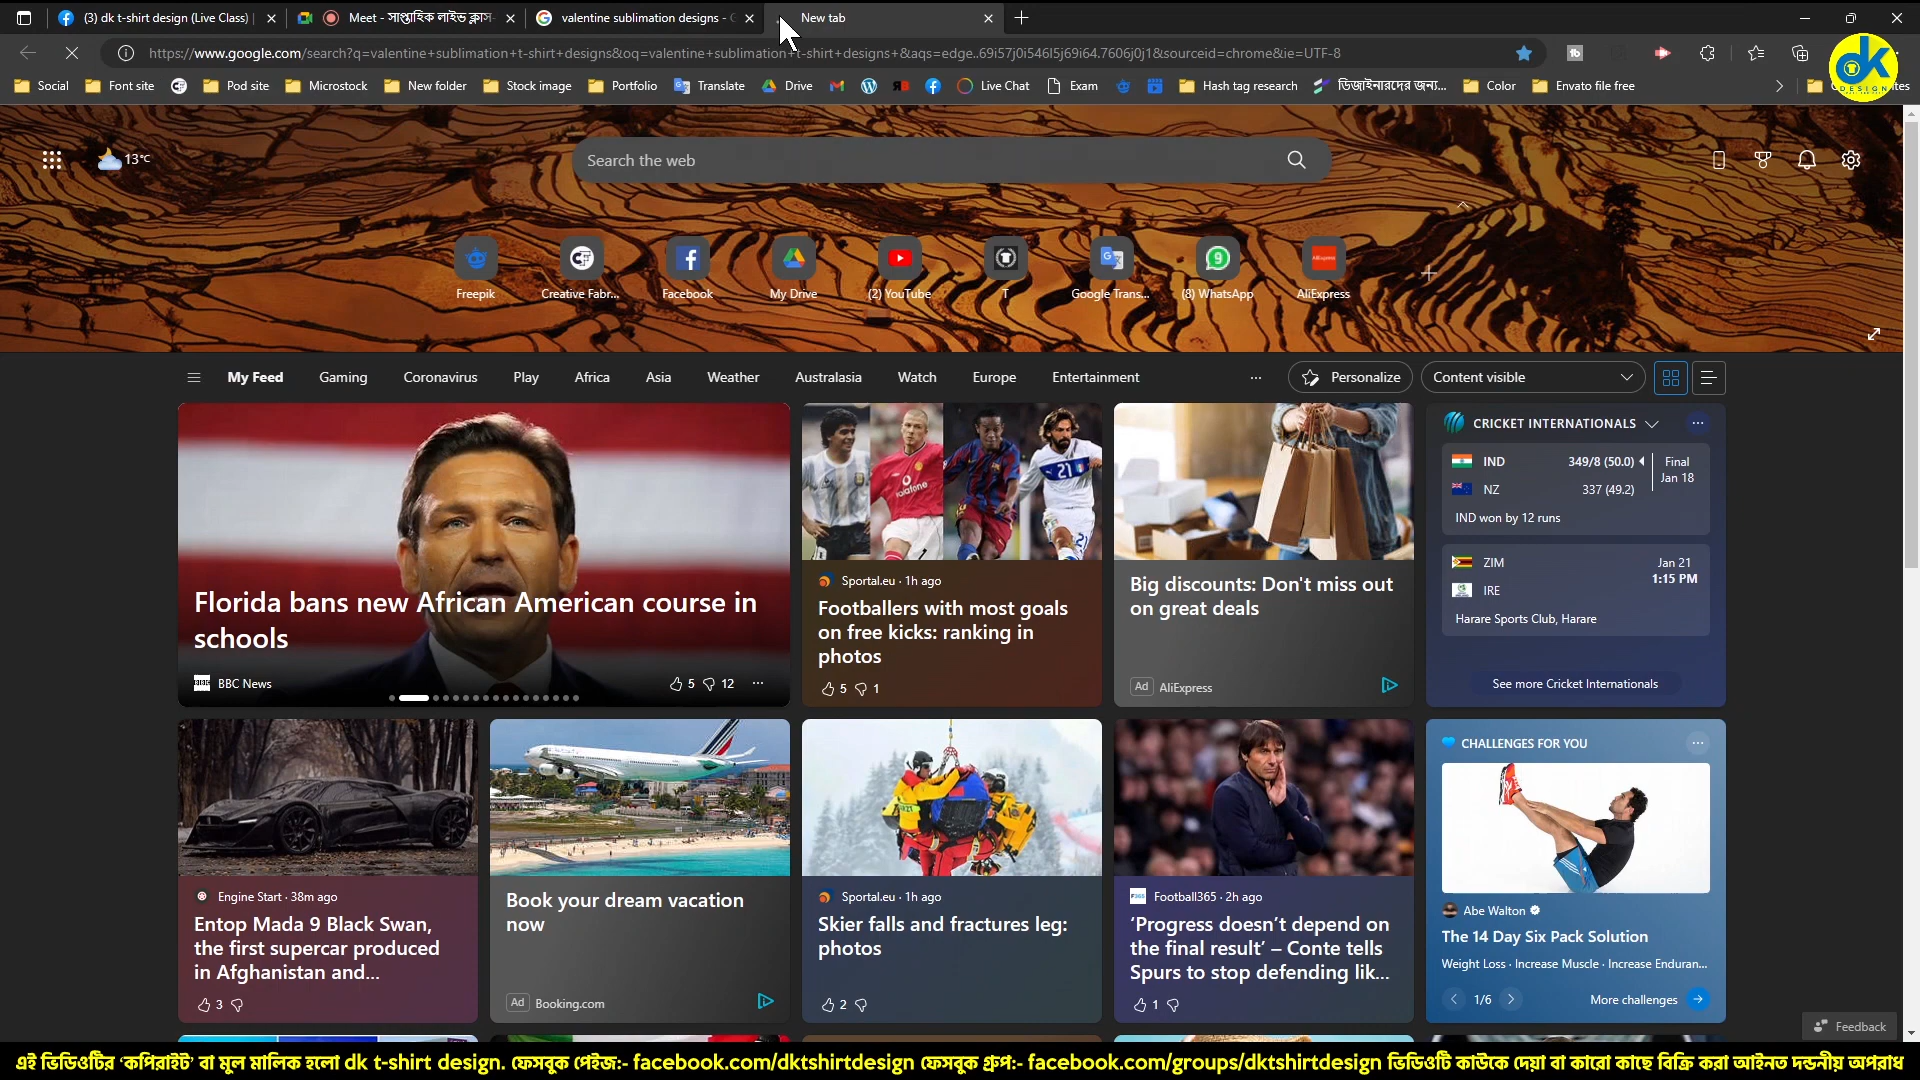 (3) dk t-shirt design (Live Class)
Meet - সাপ্তাহিক লাইভ ক্লাস-
valentine sublimation designs - G
New tab
https://www.google.com/search?q=valentine+sublimation+t-shirt+designs&oq=valentine+sublimation+t-shirt+designs+&aqs=edge..69i57j0i546l5j69i64.7606j0j1&sourceid=chrome&ie=UTF-8
Social
Font site
Pod site
Microstock
New folder
Stock image
Portfolio
Translate
Drive
Live Chat
Exam
Hash tag research
ডিজাইনারদের জন্য...
Color
Envato file free
dk
DESIGN
13°C
Search the web
Freepik
Creative Fabr...
Facebook
My Drive
(2) YouTube
T
Google Trans...
(8) WhatsApp
AliExpress
My Feed
Gaming
Coronavirus
Play
Africa
Asia
Weather
Australasia
Watch
Europe
Entertainment
...
Personalize
Content visible
Florida bans new African American course in
schools
BBC News
5
12
Sportal.eu · 1h ago
Footballers with most goals
on free kicks: ranking in
photos
5
1
Big discounts: Don't miss out
on great deals
Ad AliExpress
CRICKET INTERNATIONALS
IND 349/8 (50.0) Final
NZ 337 (49.2) Jan 18
IND won by 12 runs
ZIM Jan 21
IRE 1:15 PM
Harare Sports Club, Harare
See more Cricket Internationals
Engine Start · 38m ago
Entop Mada 9 Black Swan,
the first supercar produced
in Afghanistan and...
3
Book your dream vacation
now
Ad Booking.com
Sportal.eu · 1h ago
Skier falls and fractures leg:
photos
2
Football365 · 2h ago
‘Progress doesn’t depend on
the final result’ – Conte tells
Spurs to stop defending lik...
1
CHALLENGES FOR YOU
Abe Walton
The 14 Day Six Pack Solution
Weight Loss · Increase Muscle · Increase Enduran...
1/6
More challenges
Feedback
এই ভিডিওটির ‘কপিরাইট’ বা মুল মালিক হলো dk t-shirt design. ফেসবুক পেইজ:- facebook.com/dktshirtdesign ফেসবুক গ্রুপ:- facebook.com/groups/dktshirtdesign ভিডিওটি কাউকে দেয়া বা কারো কাছে বিক্রি করা আইনত দন্ডনীয় অপরাধ